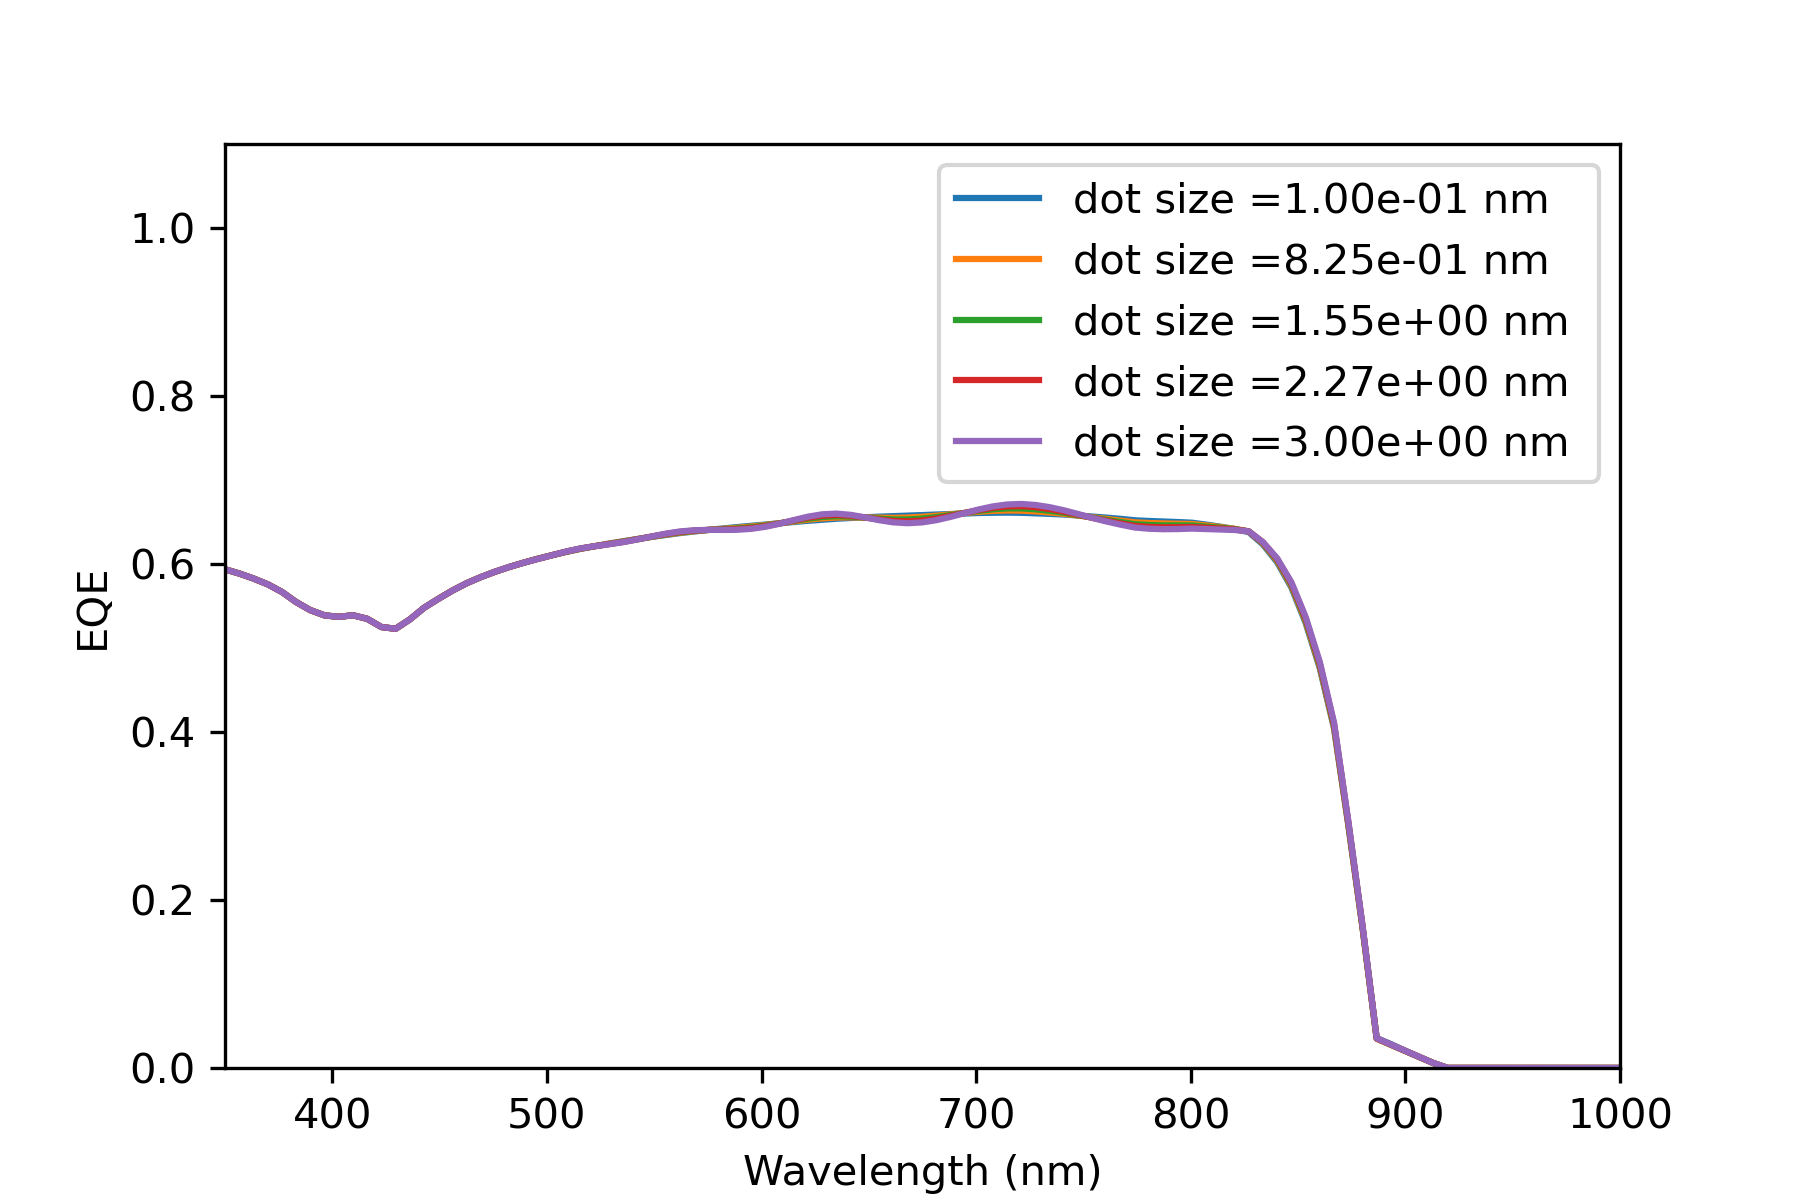 dot size =1.00e-01 nm
dot size =8.25e-01 nm
dot size =1.55e+00 nm
dot size =2.27e+00 nm
dot size =3.00e+00 nm
1.0
0.8
0.6
0.4
0.2
0.0
EQE
400 500 600 700 800 900 1000
Wavelength (nm)